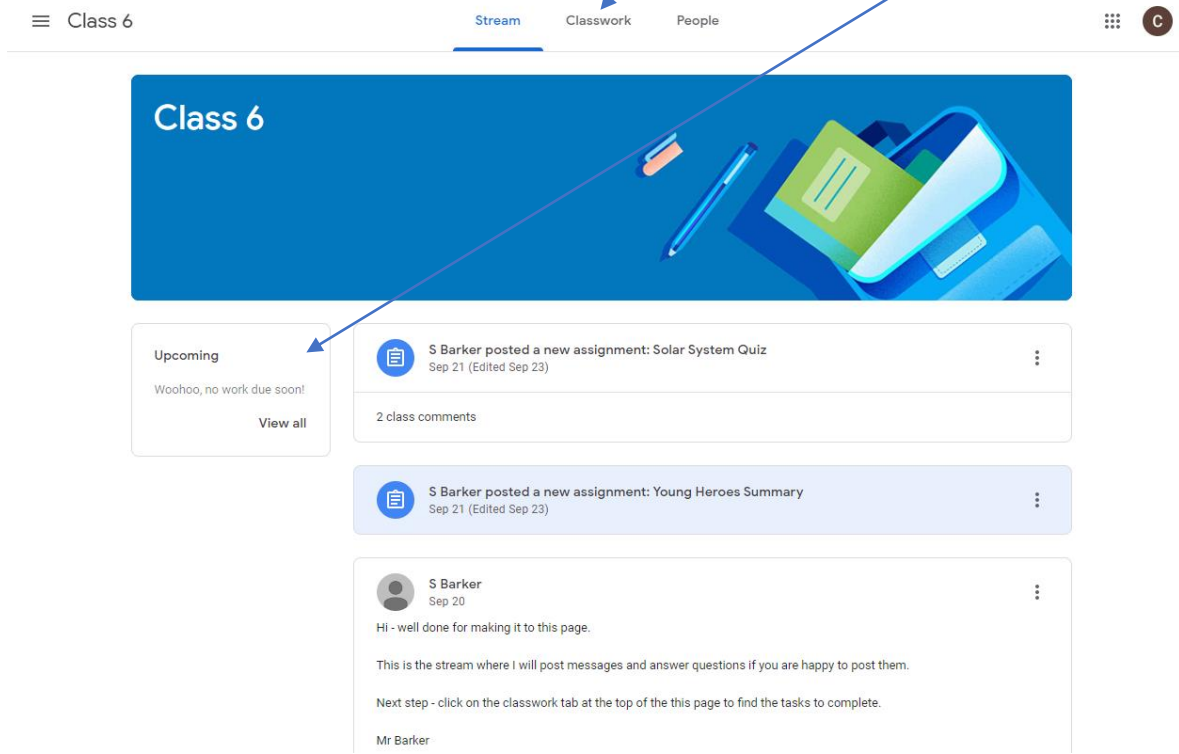 Class 6
Stream Classwork People
C
Class 6
Upcoming
Woohoo, no work due soon!
View all
S Barker posted a new assignment: Solar System Quiz
Sep 21 (Edited Sep 23)
2 class comments
S Barker posted a new assignment: Young Heroes Summary
Sep 21 (Edited Sep 23)
S Barker
Sep 20
Hi - well done for making it to this page.
This is the stream where I will post messages and answer questions if you are happy to post them.
Next step - click on the classwork tab at the top of the this page to find the tasks to complete.
Mr Barker